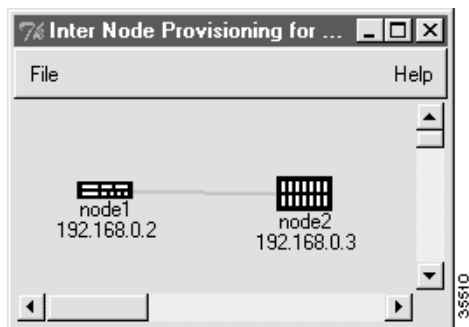 Inter Node Provisioning for ...
File Help
node1
192.168.0.2
node2
192.168.0.3
35510